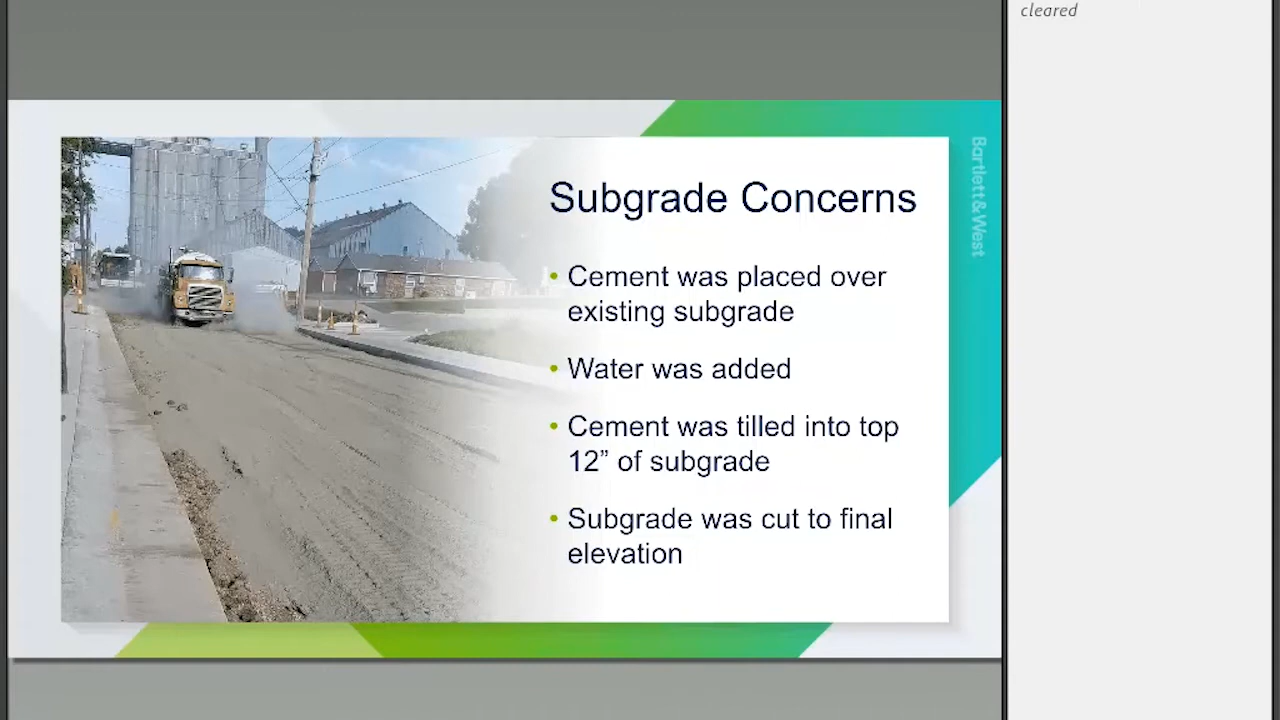 cleared
Bartlett&West
Subgrade Concerns
• Cement was placed over
existing subgrade
• Water was added
• Cement was tilled into top
12” of subgrade
• Subgrade was cut to final
elevation